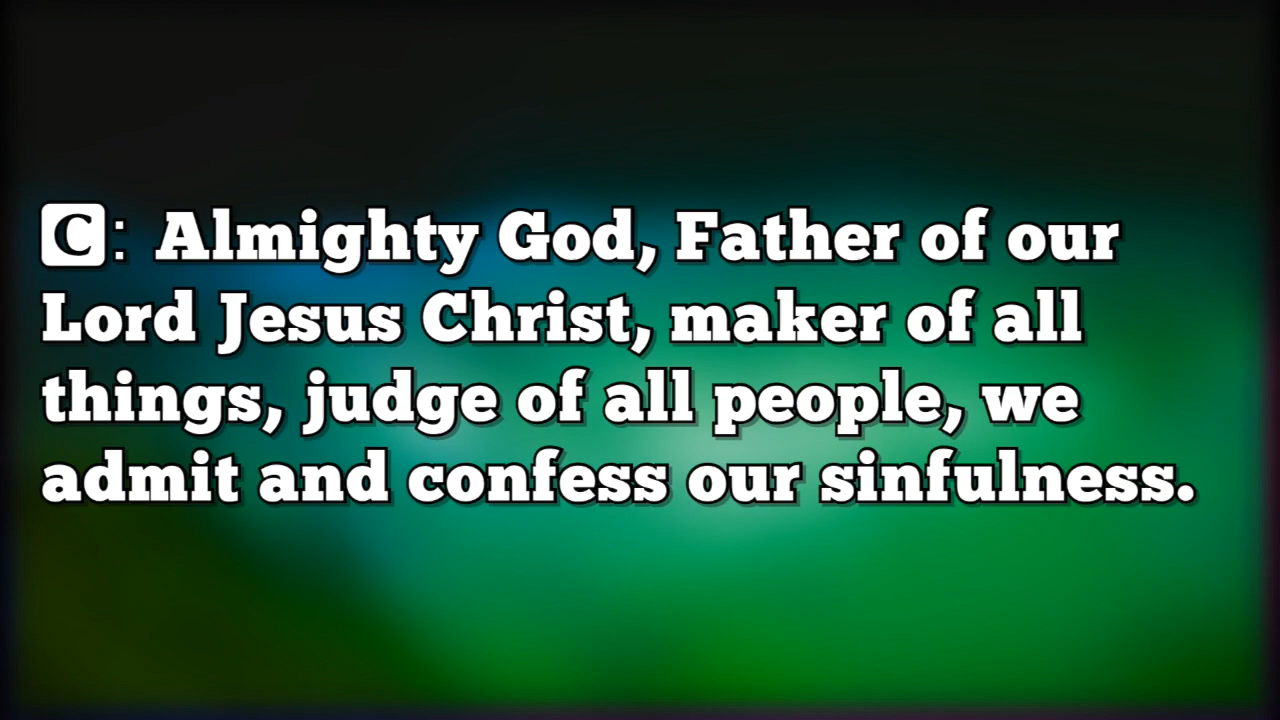 C: Almighty God, Father of our
Lord Jesus Christ, maker of all
things, judge of all people, we
admit and confess our sinfulness.